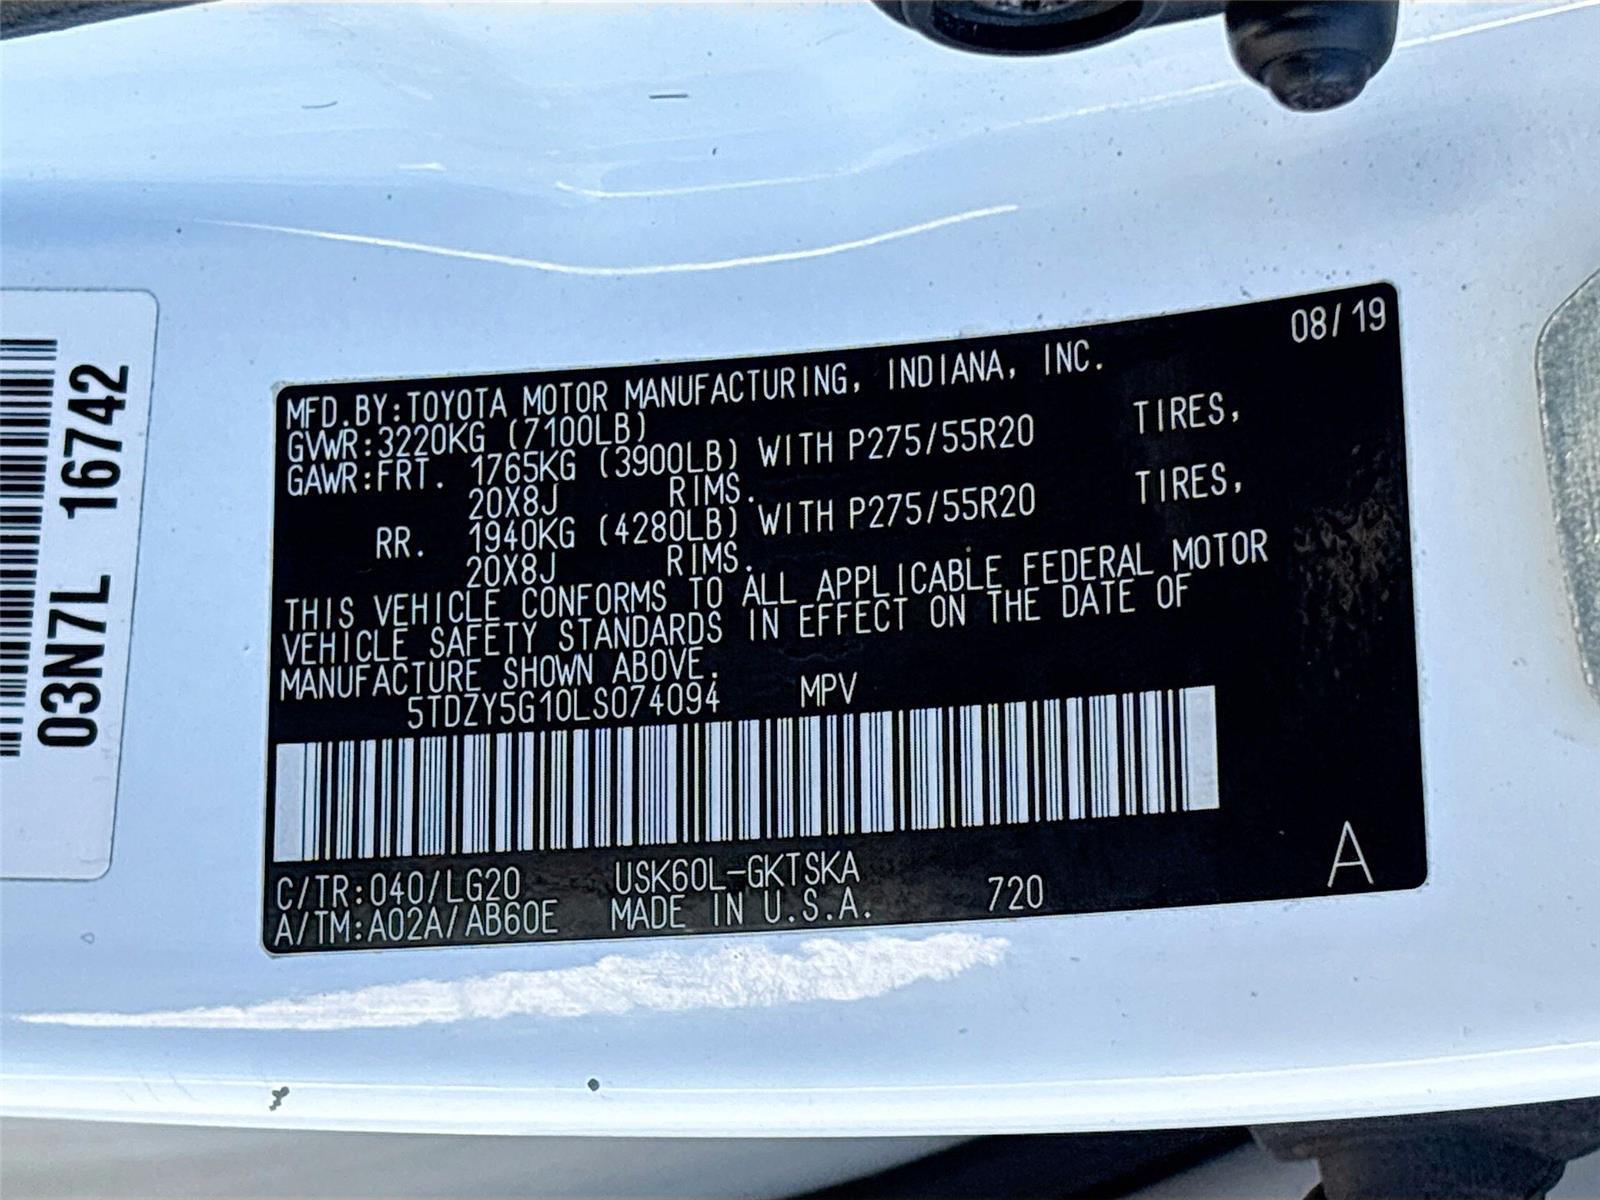 08/19
MFD.BY:TOYOTA MOTOR MANUFACTURING, INDIANA, INC.
GVWR:3220KG (7100LB)
GAWR:FRT. 1765KG (3900LB) WITH P275/55R20 TIRES,
20X8J RIMS.
RR. 1940KG (4280LB) WITH P275/55R20 TIRES,
20X8J RIMS.
THIS VEHICLE CONFORMS TO ALL APPLICABLE FEDERAL MOTOR
VEHICLE SAFETY STANDARDS IN EFFECT ON THE DATE OF
MANUFACTURE SHOWN ABOVE.
5TDZY5G10LS074094 MPV
C/TR:040/LG20 USK60L-GKTSKA
A/TM:A02A/AB60E MADE IN U.S.A. 720
A
03N7L 16742